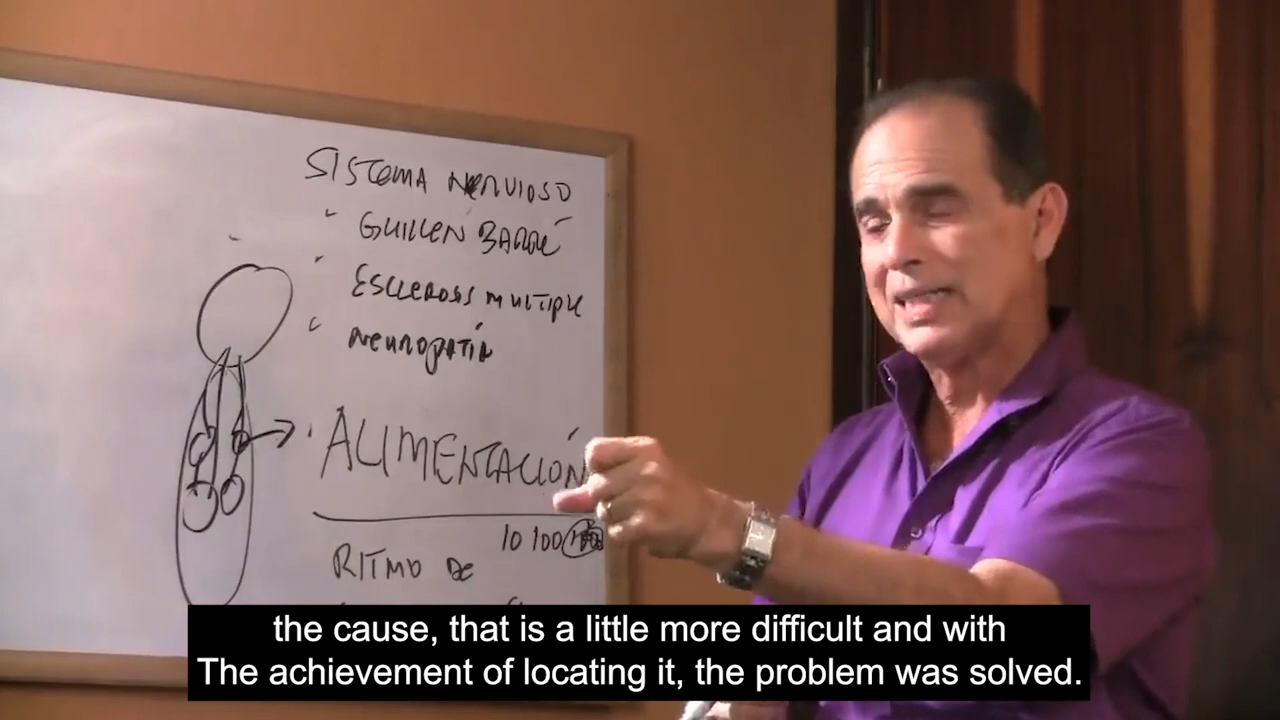 SISTEMA NERVIOSO
GUILLEN BARRÉ
ESCLEROSIS MULTIPLE
NEUROPATÍA
ALIMENTACIÓN
10 100
RITMO DE
the cause, that is a little more difficult and with
The achievement of locating it, the problem was solved.